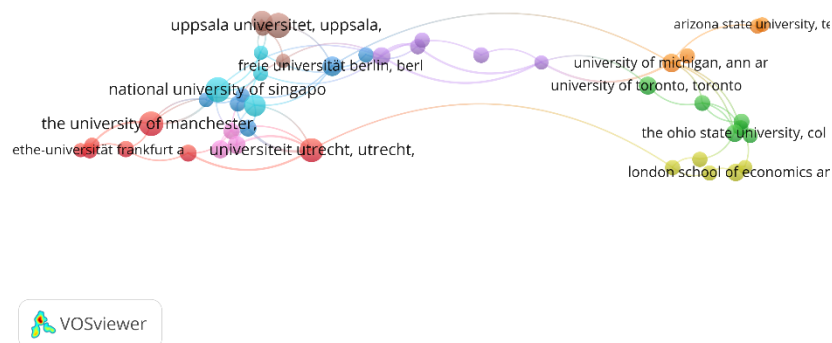 uppsala universitet, uppsala,
arizona state university, te
freie universität berlin, berl
university of michigan, ann ar
national university of singapo
university of toronto, toronto
the university of manchester,
the ohio state university, col
ethe-universität frankfurt a
universiteit utrecht, utrecht,
london school of economics an
VOSviewer